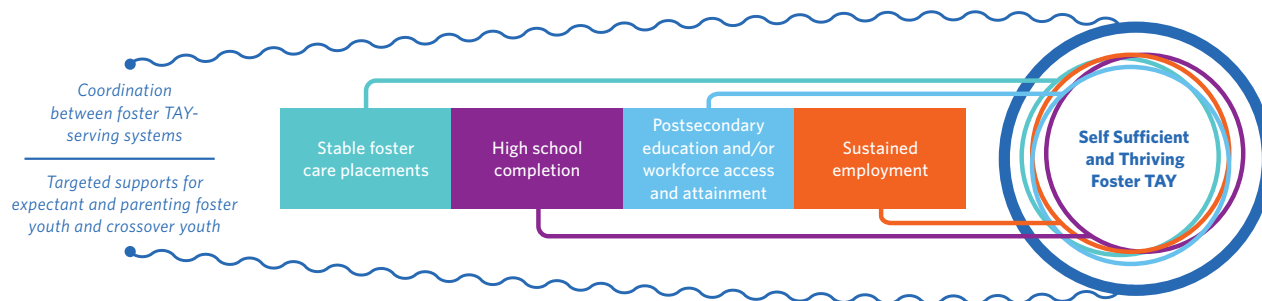 Coordination
between foster TAY-
serving systems
Targeted supports for
expectant and parenting foster
youth and crossover youth
Stable foster
care placements
High school
completion
Postsecondary
education and/or
workforce access
and attainment
Sustained
employment
Self Sufficient
and Thriving
Foster TAY